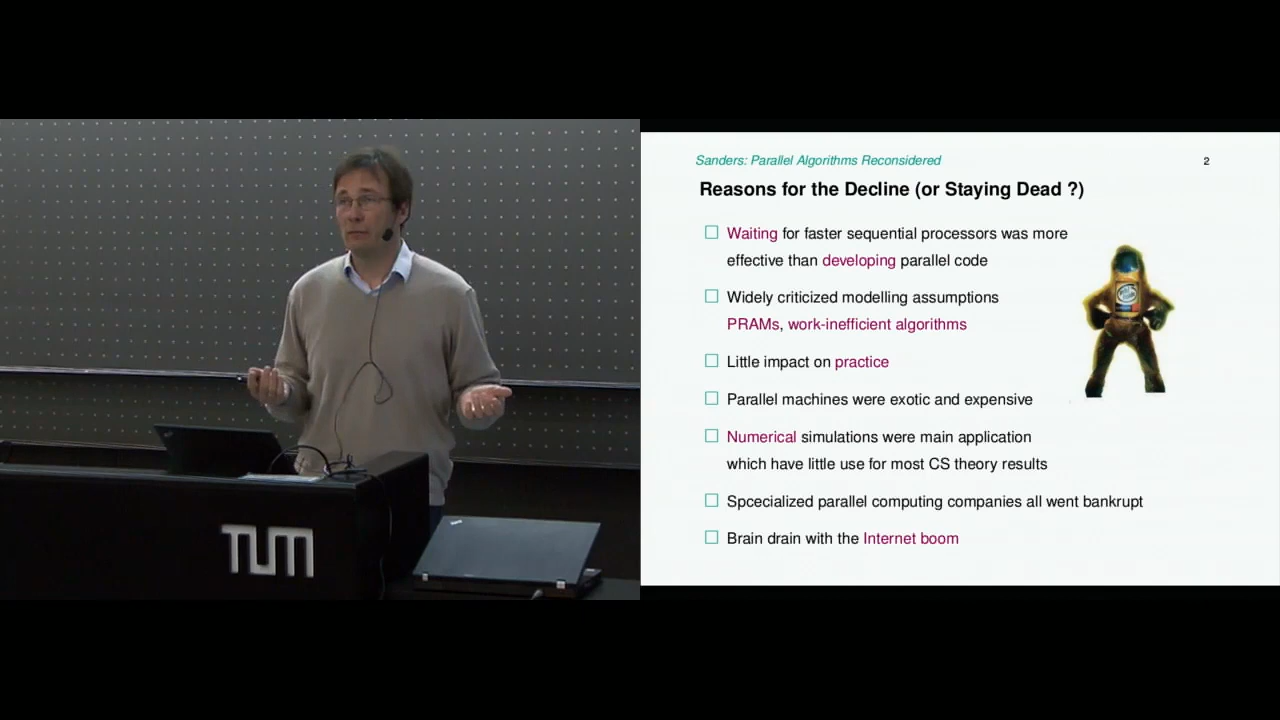 Sanders: Parallel Algorithms Reconsidered 2
Reasons for the Decline (or Staying Dead ?)
Waiting for faster sequential processors was more
effective than developing parallel code
Widely criticized modelling assumptions
PRAMs, work-inefficient algorithms
Little impact on practice
Parallel machines were exotic and expensive
Numerical simulations were main application
which have little use for most CS theory results
Spcecialized parallel computing companies all went bankrupt
Brain drain with the Internet boom
TUM